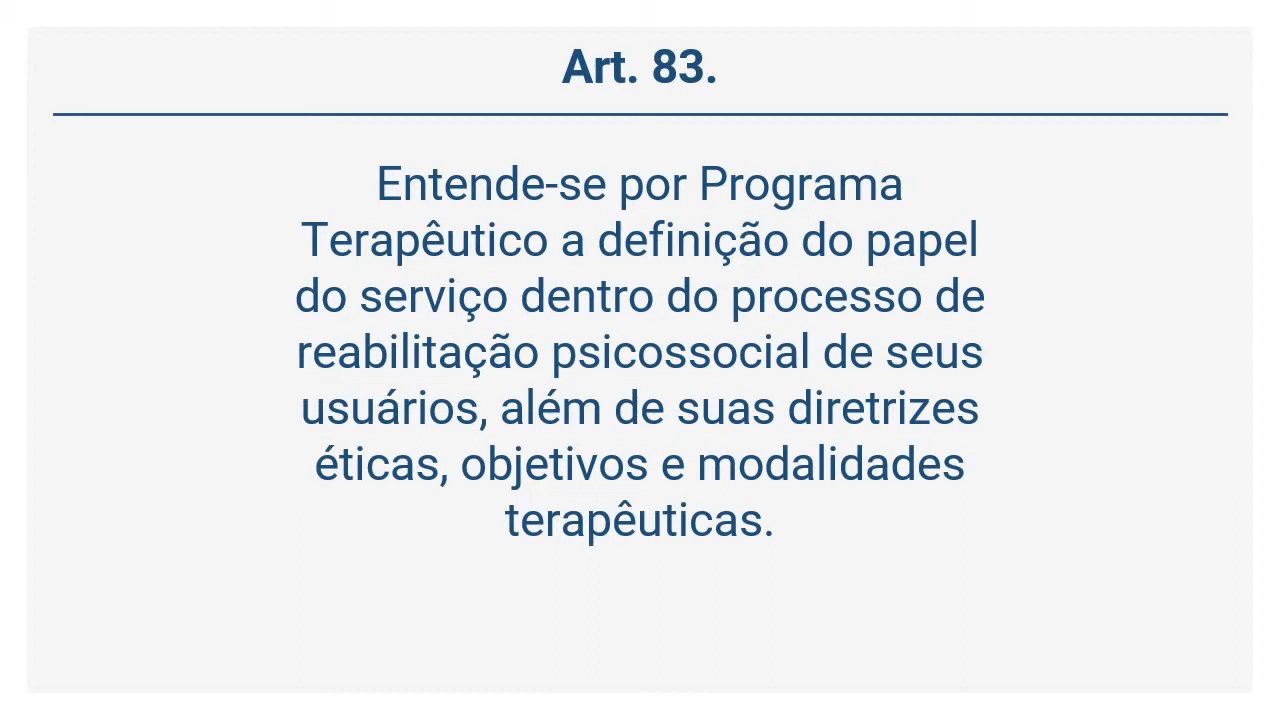 Art. 83.
Entende-se por Programa
Terapêutico a definição do papel
do serviço dentro do processo de
reabilitação psicossocial de seus
usuários, além de suas diretrizes
éticas, objetivos e modalidades
terapêuticas.